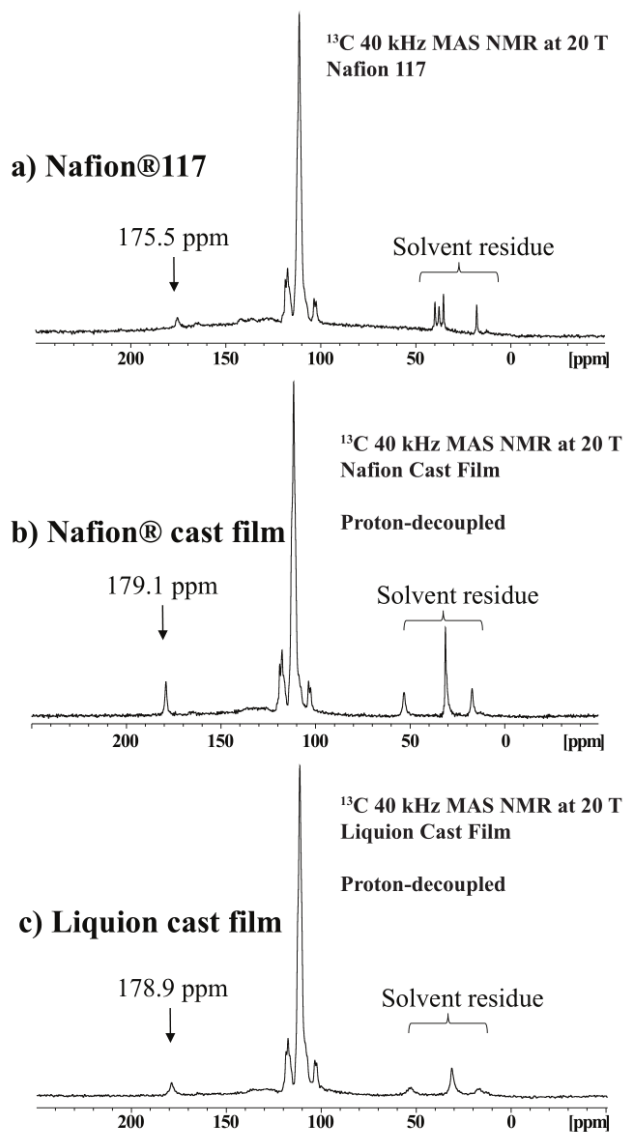 ¹³C 40 kHz MAS NMR at 20 T
Nafion 117
a) Nafion®117
175.5 ppm
Solvent residue
200 150 100 50 0 [ppm]
¹³C 40 kHz MAS NMR at 20 T
Nafion Cast Film
Proton-decoupled
b) Nafion® cast film
179.1 ppm
Solvent residue
200 150 100 50 0 [ppm]
¹³C 40 kHz MAS NMR at 20 T
Liquion Cast Film
Proton-decoupled
c) Liquion cast film
178.9 ppm
Solvent residue
200 150 100 50 0 [ppm]